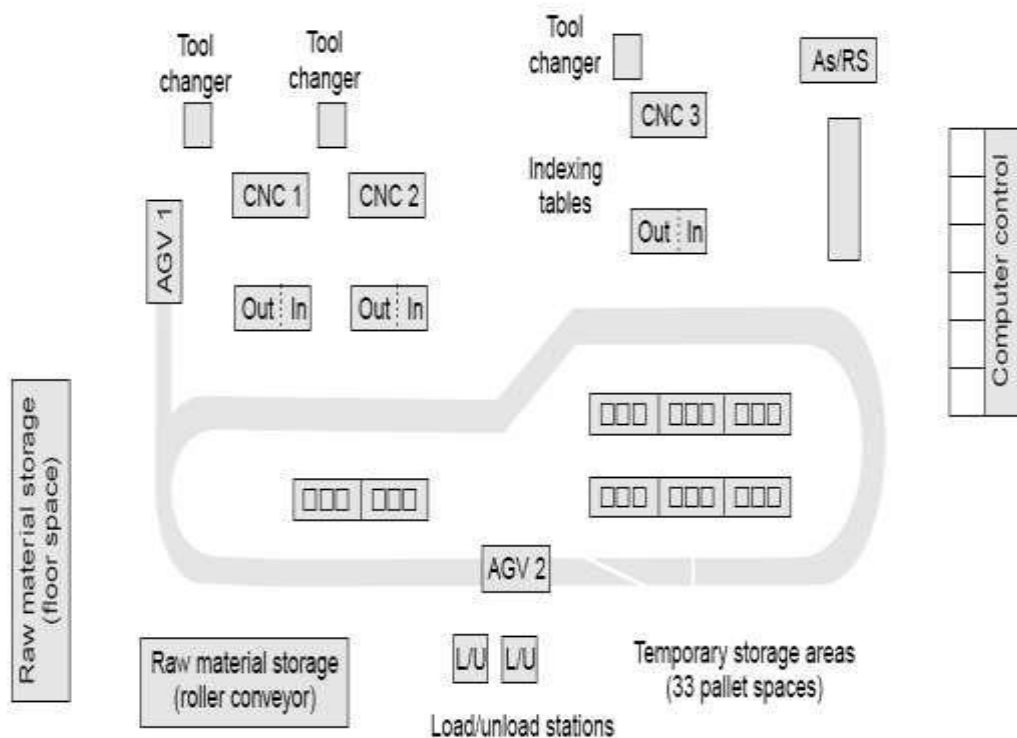 Tool
changer
Tool
changer
Tool
changer
As/RS
CNC 3
CNC 1
CNC 2
Indexing
tables
AGV 1
Out In
Out In
Out In
Computer control
Raw material storage
(floor space)
AGV 2
Raw material storage
(roller conveyor)
L/U
L/U
Load/unload stations
Temporary storage areas
(33 pallet spaces)